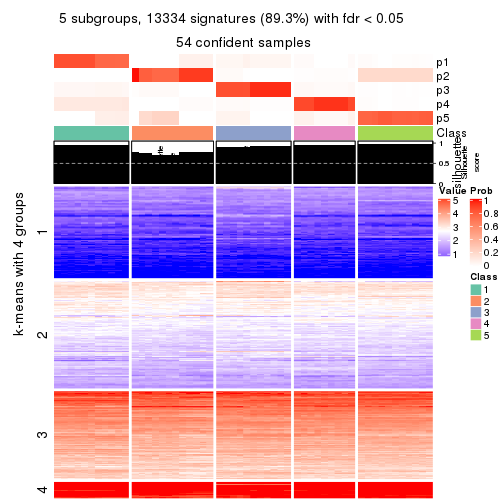 5 subgroups, 13334 signatures (89.3%) with fdr < 0.05
54 confident samples
p1
p2
p3
p4
p5
Class
1
0.5
0
silhouette
Silhouette
score
k-means with 4 groups
1
2
3
4
Value
5
4
3
2
1
Prob
1
0.8
0.6
0.4
0.2
0
Class
1
2
3
4
5